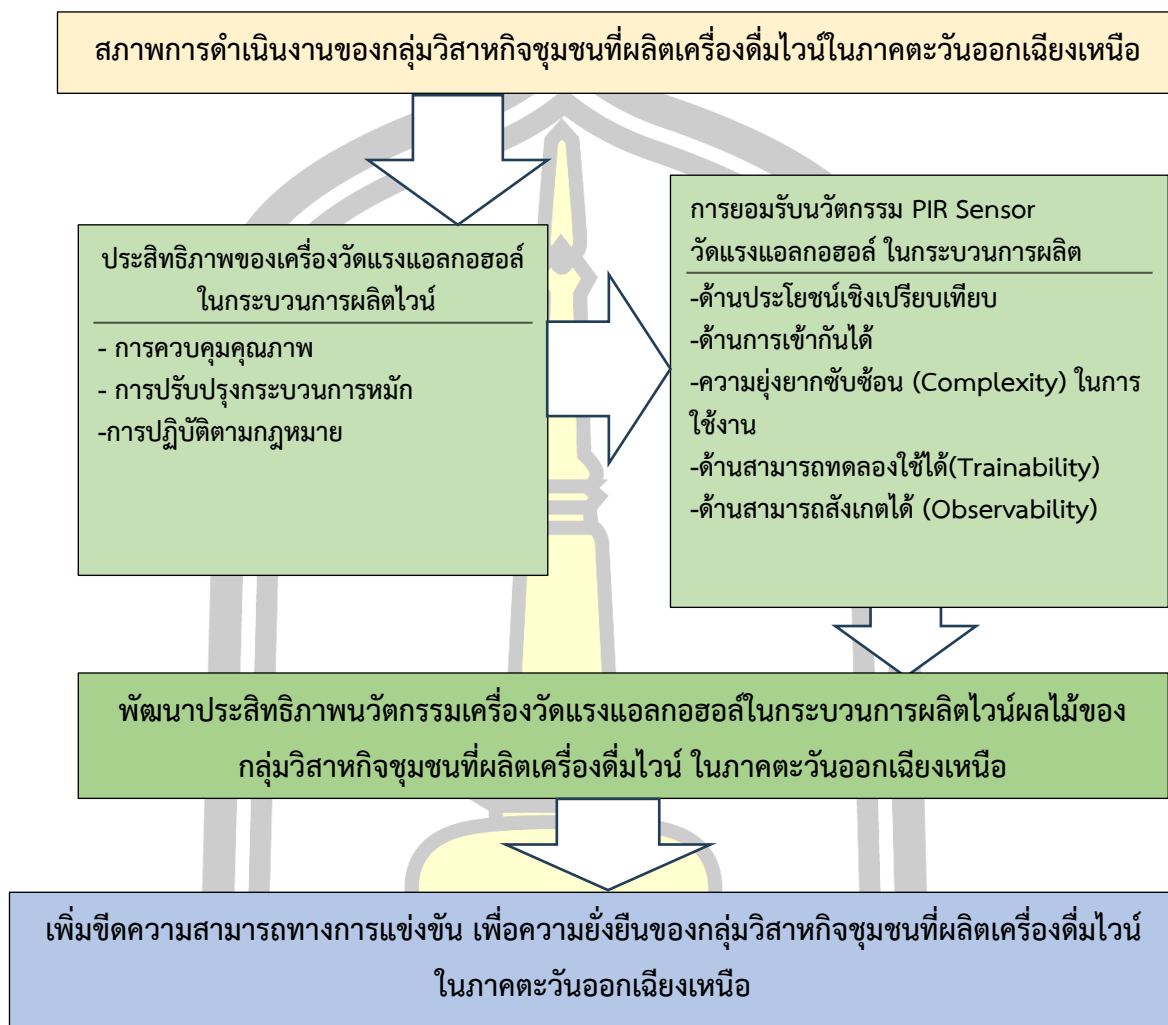 สภาพการดำเนินงานของกลุ่มวิสาหกิจชุมชนที่ผลิตเครื่องดื่มไวน์ในภาคตะวันออกเฉียงเหนือ
ประสิทธิภาพของเครื่องวัดแรงแอลกอฮอล์
ในกระบวนการผลิตไวน์
- การควบคุมคุณภาพ
- การปรับปรุงกระบวนการหมัก
-การปฏิบัติตามกฎหมาย
การยอมรับนวัตกรรม PIR Sensor
วัดแรงแอลกอฮอล์ ในกระบวนการผลิต
-ด้านประโยชน์เชิงเปรียบเทียบ
-ด้านการเข้ากันได้
-ความยุ่งยากซับซ้อน (Complexity) ในการ
ใช้งาน
-ด้านสามารถทดลองใช้ได้(Trainability)
-ด้านสามารถสังเกตได้ (Observability)
พัฒนาประสิทธิภาพนวัตกรรมเครื่องวัดแรงแอลกอฮอล์ในกระบวนการผลิตไวน์ผลไม้ของ
กลุ่มวิสาหกิจชุมชนที่ผลิตเครื่องดื่มไวน์ ในภาคตะวันออกเฉียงเหนือ
เพิ่มขีดความสามารถทางการแข่งขัน เพื่อความยั่งยืนของกลุ่มวิสาหกิจชุมชนที่ผลิตเครื่องดื่มไวน์
ในภาคตะวันออกเฉียงเหนือ